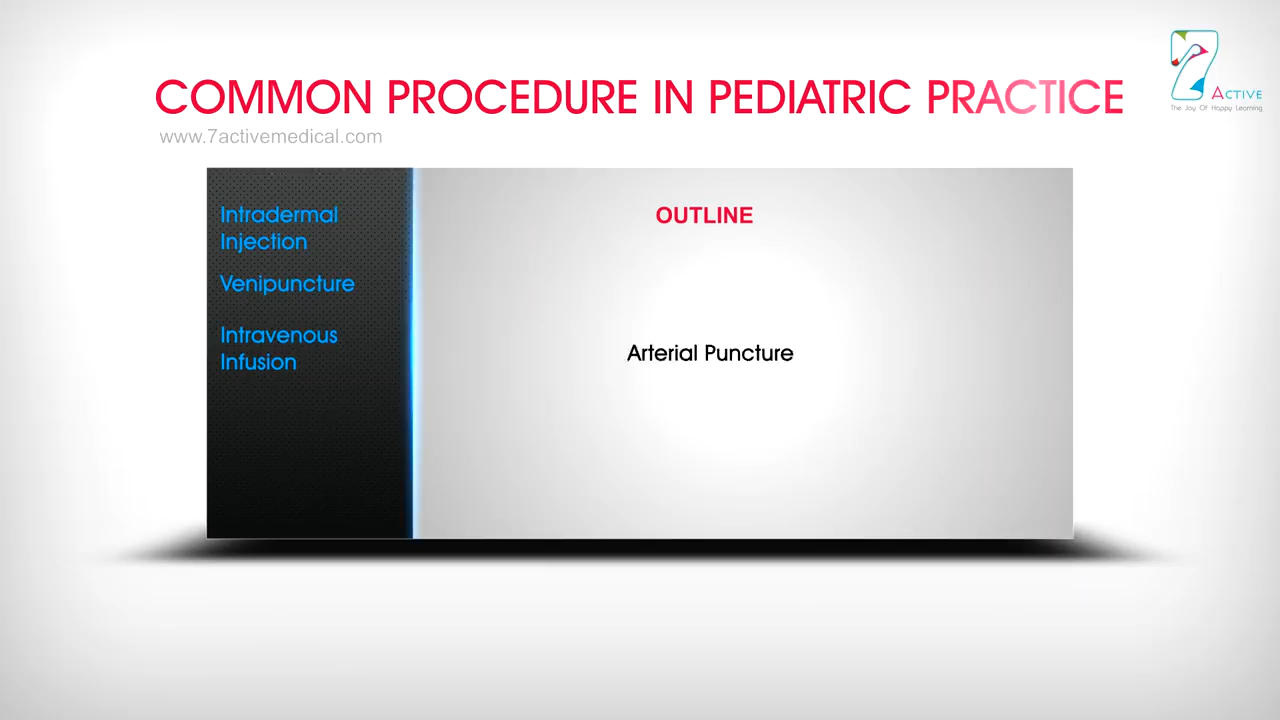 COMMON PROCEDURE IN PEDIATRIC PRACTICE
www.7activemedical.com
7 ACTIVE
The Joy Of Happy Learning
Intradermal
Injection
Venipuncture
Intravenous
Infusion
OUTLINE
Arterial Puncture